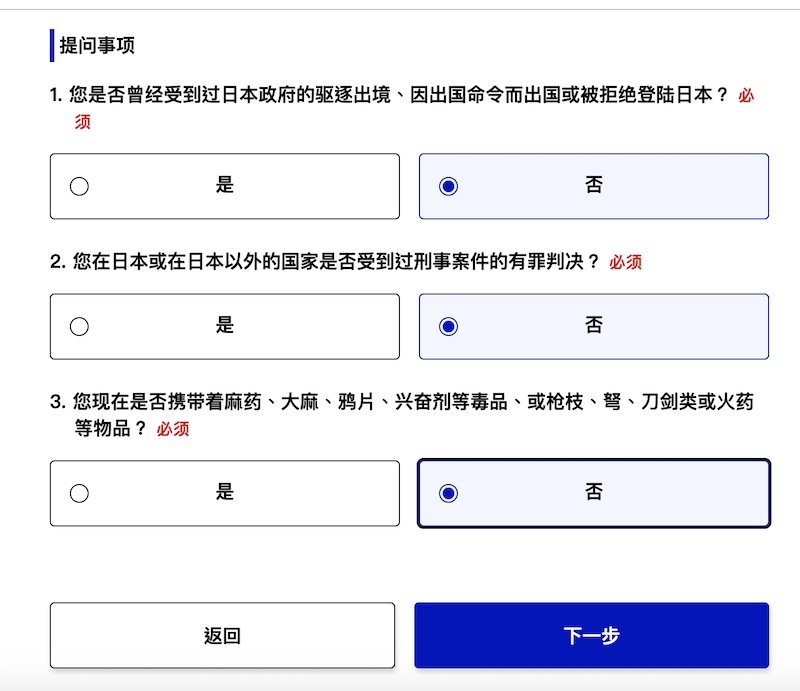 提问事项
1. 您是否曾经受到过日本政府的驱逐出境、因出国命令而出国或被拒绝登陆日本？ 必
须
是
否
2. 您在日本或在日本以外的国家是否受到过刑事案件的有罪判决？ 必须
是
否
3. 您现在是否携带着麻药、大麻、鸦片、兴奋剂等毒品、或枪枝、弩、刀剑类或火药
等物品？ 必须
是
否
返回
下一步